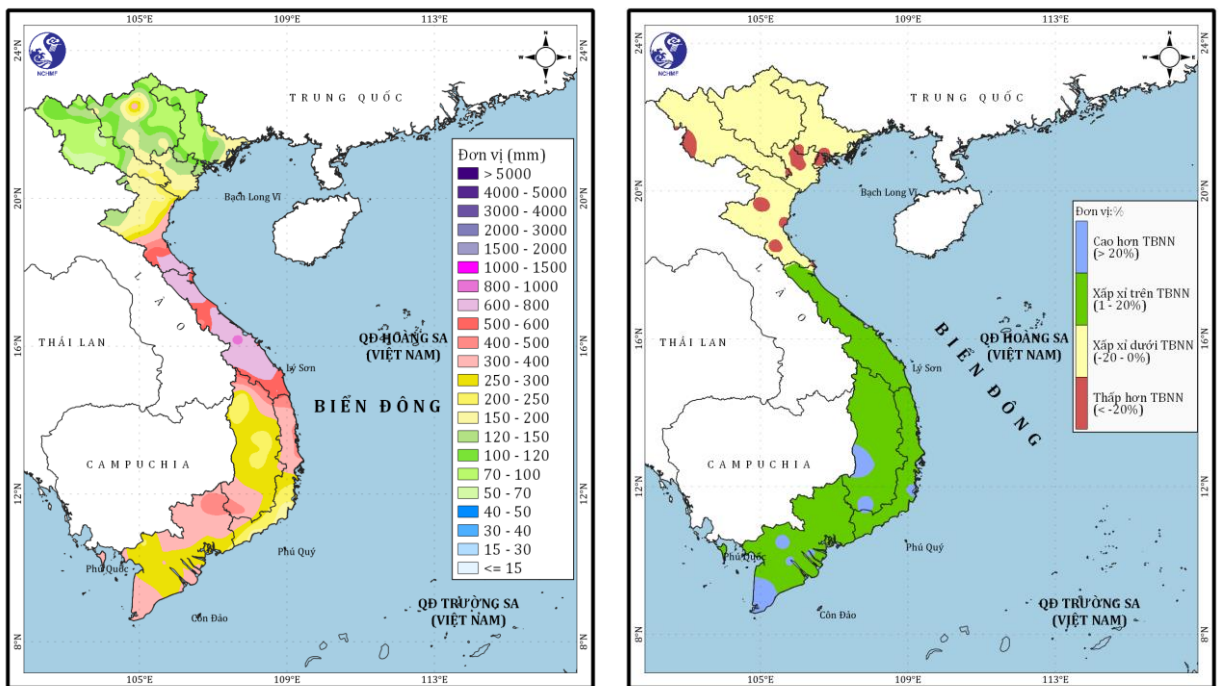 105°E 109°E 113°E
24°N
20°N
16°N
12°N
8°N
NCHMF
N
W E
S
TRUNG QUỐC
Bạch Long Vĩ
LÀO
THÁI LAN
QĐ HOÀNG SA
(VIỆT NAM)
Lý Sơn
BIỂN ĐÔNG
CAMPUCHIA
Phú Quốc
Phú Quý
Côn Đảo
QĐ TRƯỜNG SA
(VIỆT NAM)
Đơn vị (mm)
> 5000
4000 - 5000
3000 - 4000
2000 - 3000
1500 - 2000
1000 - 1500
800 - 1000
600 - 800
500 - 600
400 - 500
300 - 400
250 - 300
200 - 250
150 - 200
120 - 150
100 - 120
70 - 100
50 - 70
40 - 50
30 - 40
15 - 30
<= 15
105°E 109°E 113°E
105°E 109°E 113°E
24°N
20°N
16°N
12°N
8°N
NCHMF
N
W E
S
TRUNG QUỐC
Bạch Long Vĩ
LÀO
THÁI LAN
QĐ HOÀNG SA
(VIỆT NAM)
Lý Sơn
BIỂN ĐÔNG
CAMPUCHIA
Phú Quốc
Phú Quý
Côn Đảo
QĐ TRƯỜNG SA
(VIỆT NAM)
Đơn vị:%
Cao hơn TBNN
(> 20%)
Xấp xỉ trên TBNN
(1 - 20%)
Xấp xỉ dưới TBNN
(-20 - 0%)
Thấp hơn TBNN
(< -20%)
105°E 109°E 113°E